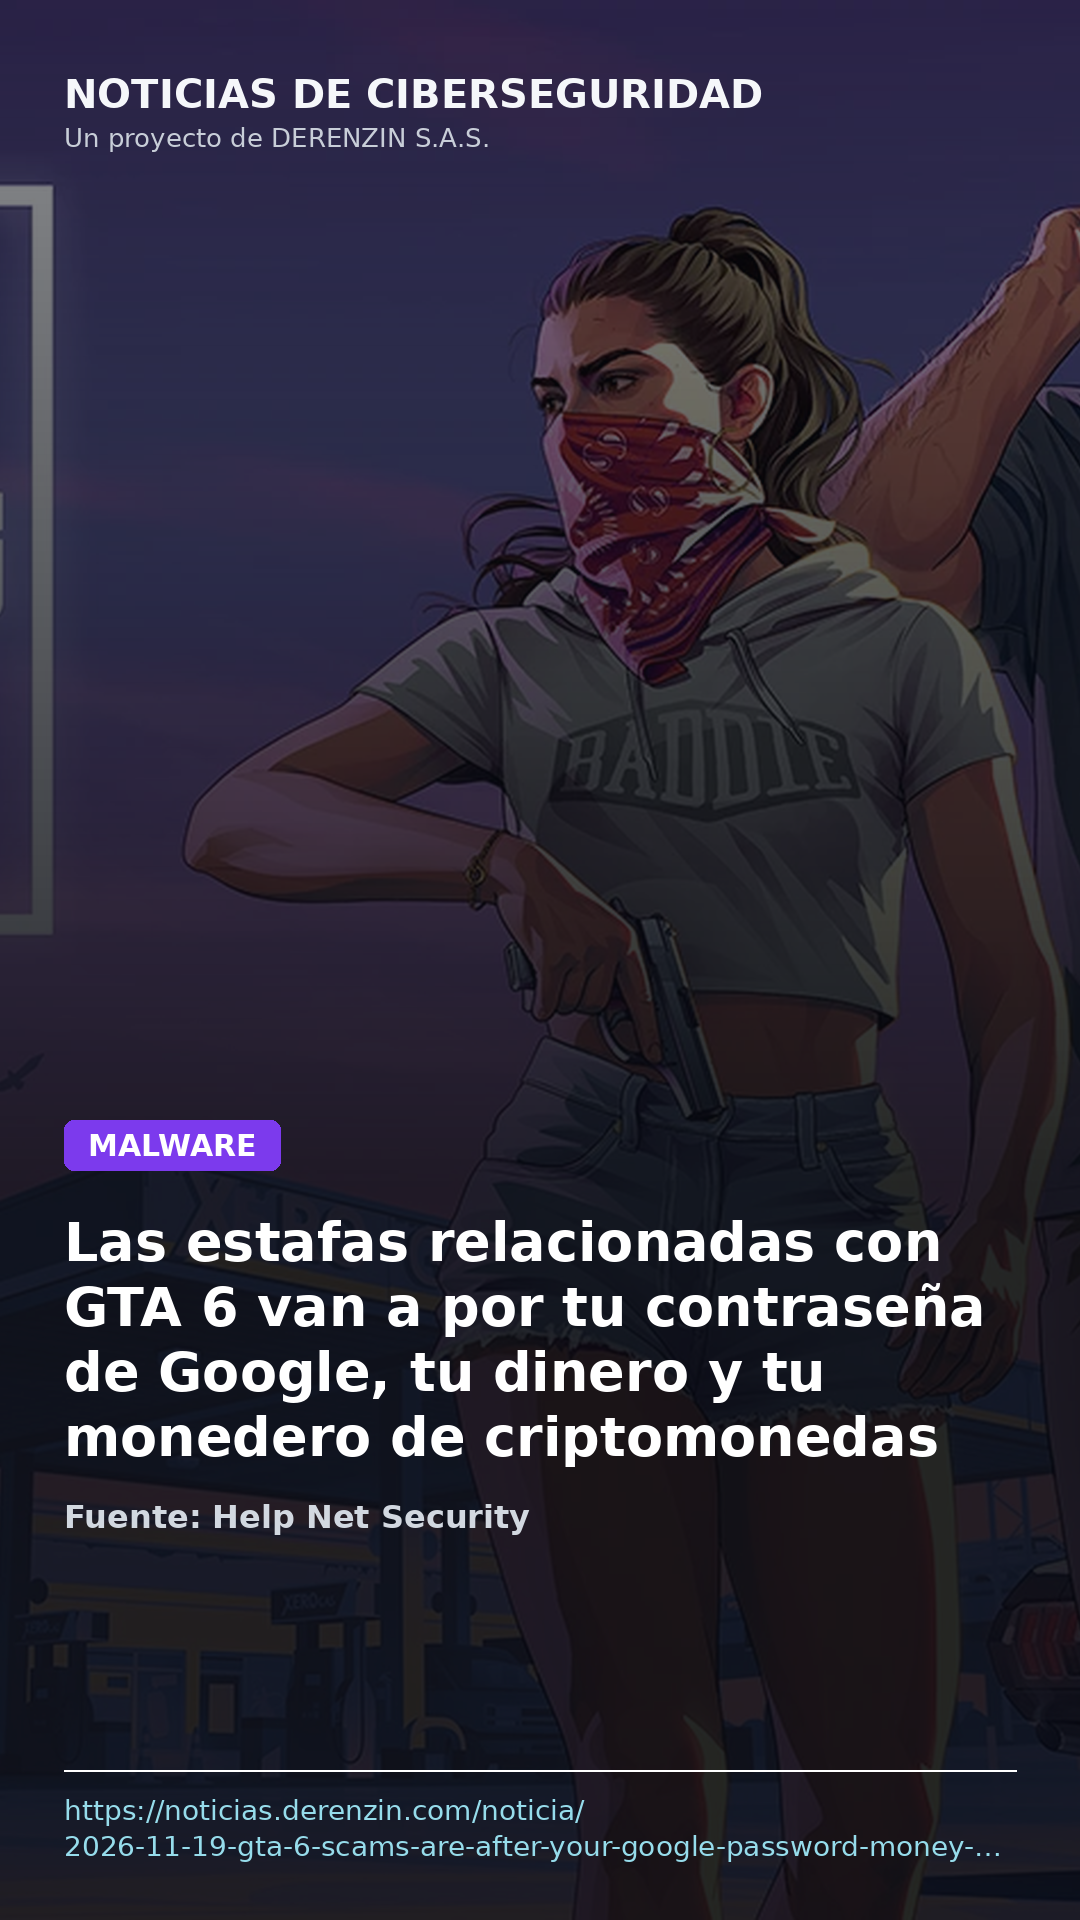 NOTICIAS DE CIBERSEGURIDAD
Un proyecto de DERENZIN S.A.S.
BADDIE
MALWARE
Las estafas relacionadas con
GTA 6 van a por tu contraseña
de Google, tu dinero y tu
monedero de criptomonedas
Fuente: Help Net Security
XERO
XERO
https://noticias.derenzin.com/noticia/
2026-11-19-gta-6-scams-are-after-your-google-password-money-…